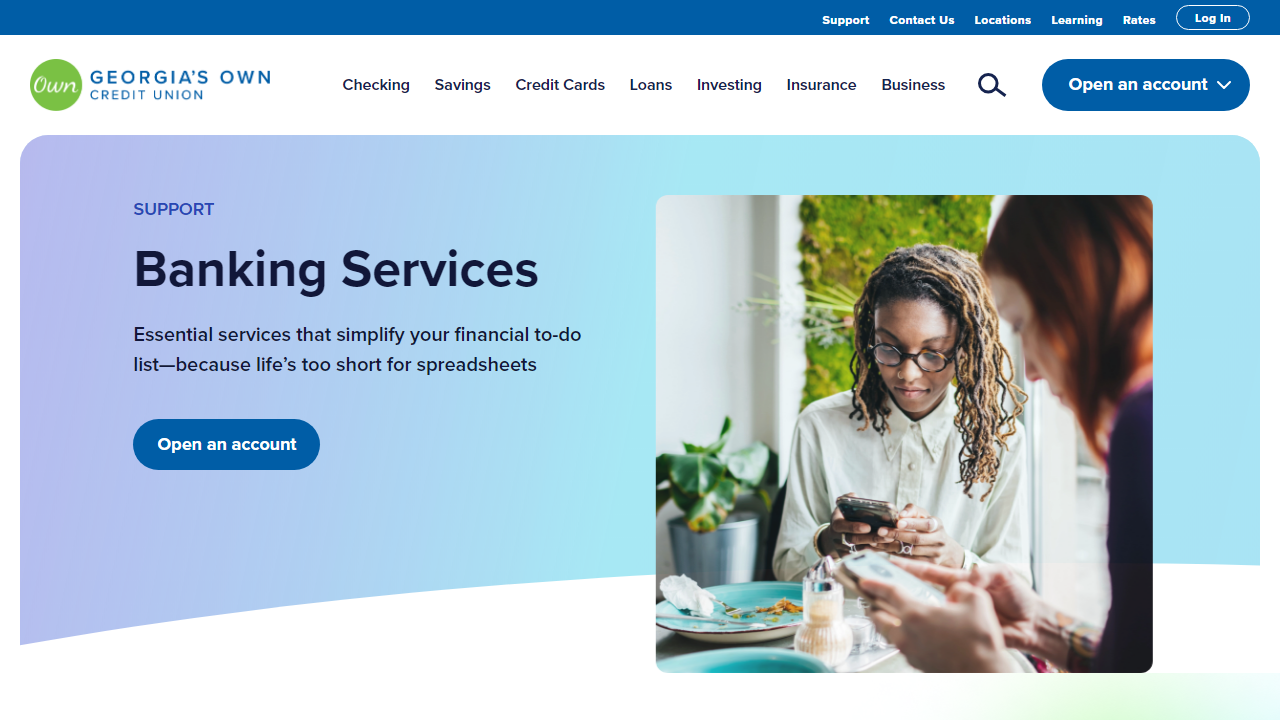 Support Contact Us Locations Learning Rates Log In
Own GEORGIA'S OWN
CREDIT UNION
Checking Savings Credit Cards Loans Investing Insurance Business Open an account
SUPPORT
Banking Services
Essential services that simplify your financial to-do
list—because life's too short for spreadsheets
Open an account